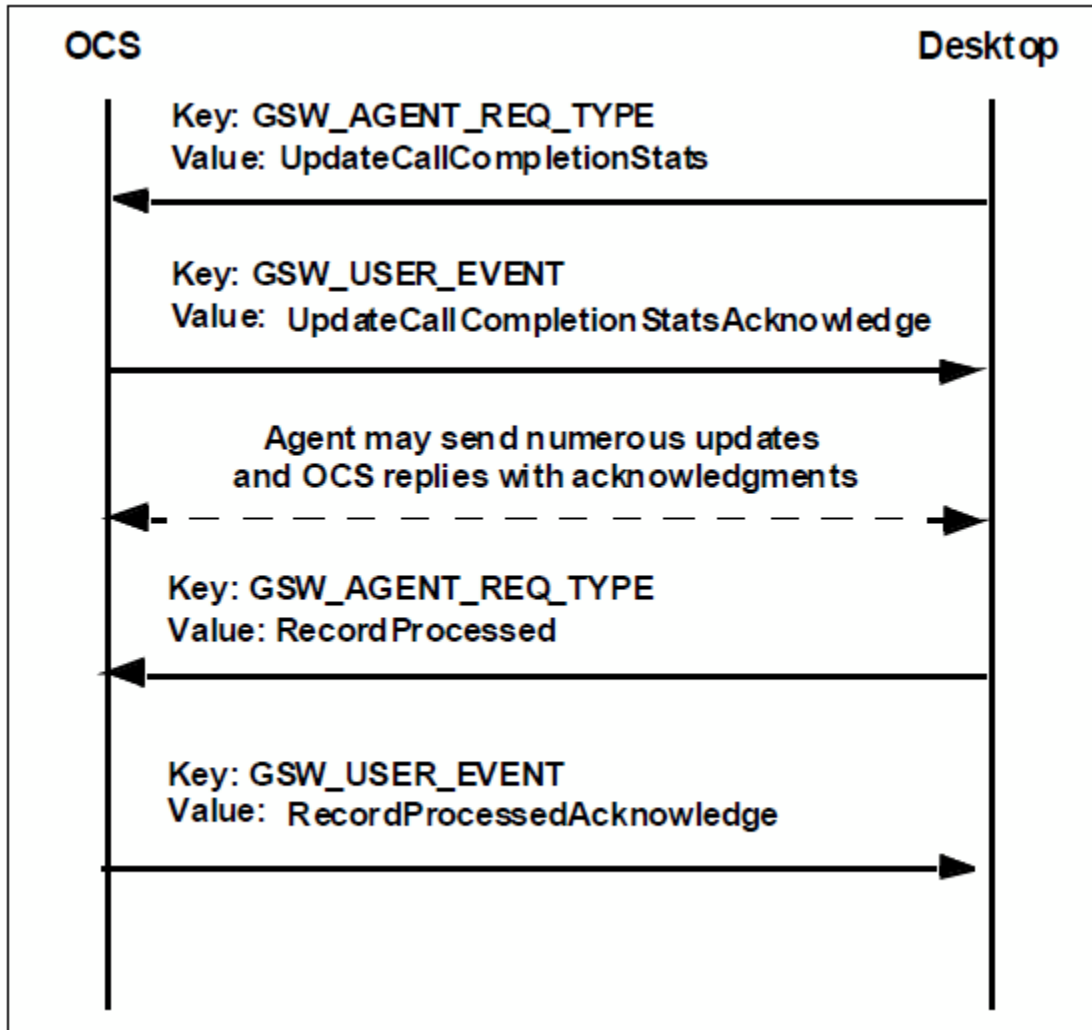 OCS
Desktop
Key: GSW_AGENT_REQ_TYPE
Value: UpdateCallCompletionStats
Key: GSW_USER_EVENT
Value: UpdateCallCompletionStatsAcknowledge
Agent may send numerous updates
and OCS replies with acknowledgments
Key: GSW_AGENT_REQ_TYPE
Value: RecordProcessed
Key: GSW_USER_EVENT
Value: RecordProcessedAcknowledge